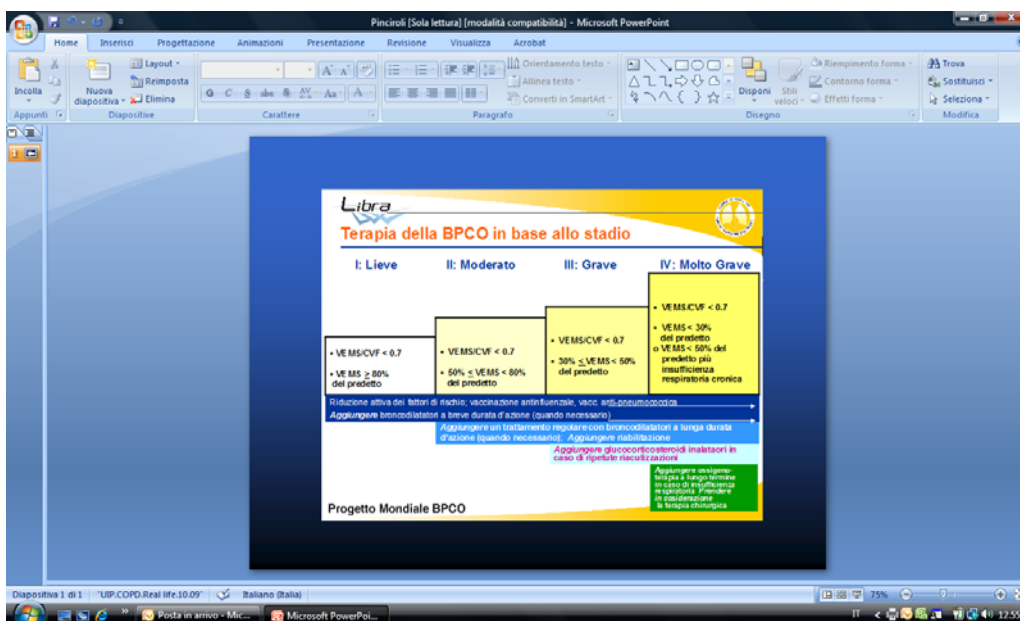 Pinciroli [Sola lettura] [modalità compatibilità] - Microsoft PowerPoint
Home Inserisci Progettazione Animazioni Presentazione Revisione Visualizza Acrobat
Incolla
Nuova diapositiva
Layout
Reimposta
Elimina
G C S abc S AV Aa A
Orientamento testo
Allinea testo
Converti in SmartArt
Disponi
Stili veloci
Riempimento forma
Contorno forma
Effetti forma
Trova
Sostituisci
Seleziona
Appunti Diapositive Carattere Paragrafo Disegno Modifica
1
Libra
Terapia della BPCO in base allo stadio
I: Lieve
II: Moderato
III: Grave
IV: Molto Grave
• VEMS/CVF < 0.7
• VEMS ≥ 80%
del predetto
• VEMS/CVF < 0.7
• 50% ≤ VEMS < 80%
del predetto
• VEMS/CVF < 0.7
• 30% ≤ VEMS < 50%
del predetto
• VEMS/CVF < 0.7
• VEMS < 30%
del predetto
o VEMS < 50% del
predetto più
insufficienza
respiratoria cronica
Riduzione attiva dei fattori di rischio; vaccinazione antinfluenzale, vacc. anti-pneumococcica
Aggiungere broncodilatatori a breve durata d'azione (quando necessario)
Aggiungere un trattamento regolare con broncodilatatori a lunga durata
d'azione (quando necessario); Aggiungere riabilitazione
Aggiungere glucocorticosteroidi inalataori in
caso di ripetute riacutizzazioni
Aggiungere ossigeno-
terapia a lungo termine
in caso di insufficienza
respiratoria Prendere
in considerazione
la terapia chirurgica
Progetto Mondiale BPCO
Diapositiva 1 di 1 "UIP.COPD.Real life.10.09" Italiano (Italia) 75%
Posta in arrivo - Mic... Microsoft PowerPoi... IT 12.55